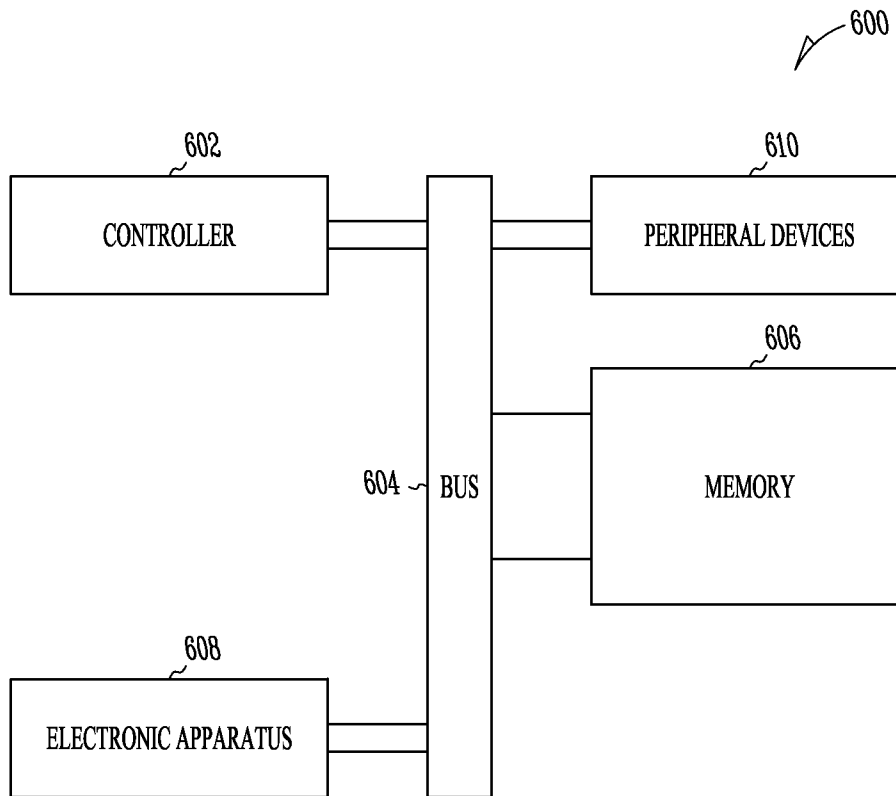 600
602
CONTROLLER
610
PERIPHERAL DEVICES
606
MEMORY
604
BUS
608
ELECTRONIC APPARATUS